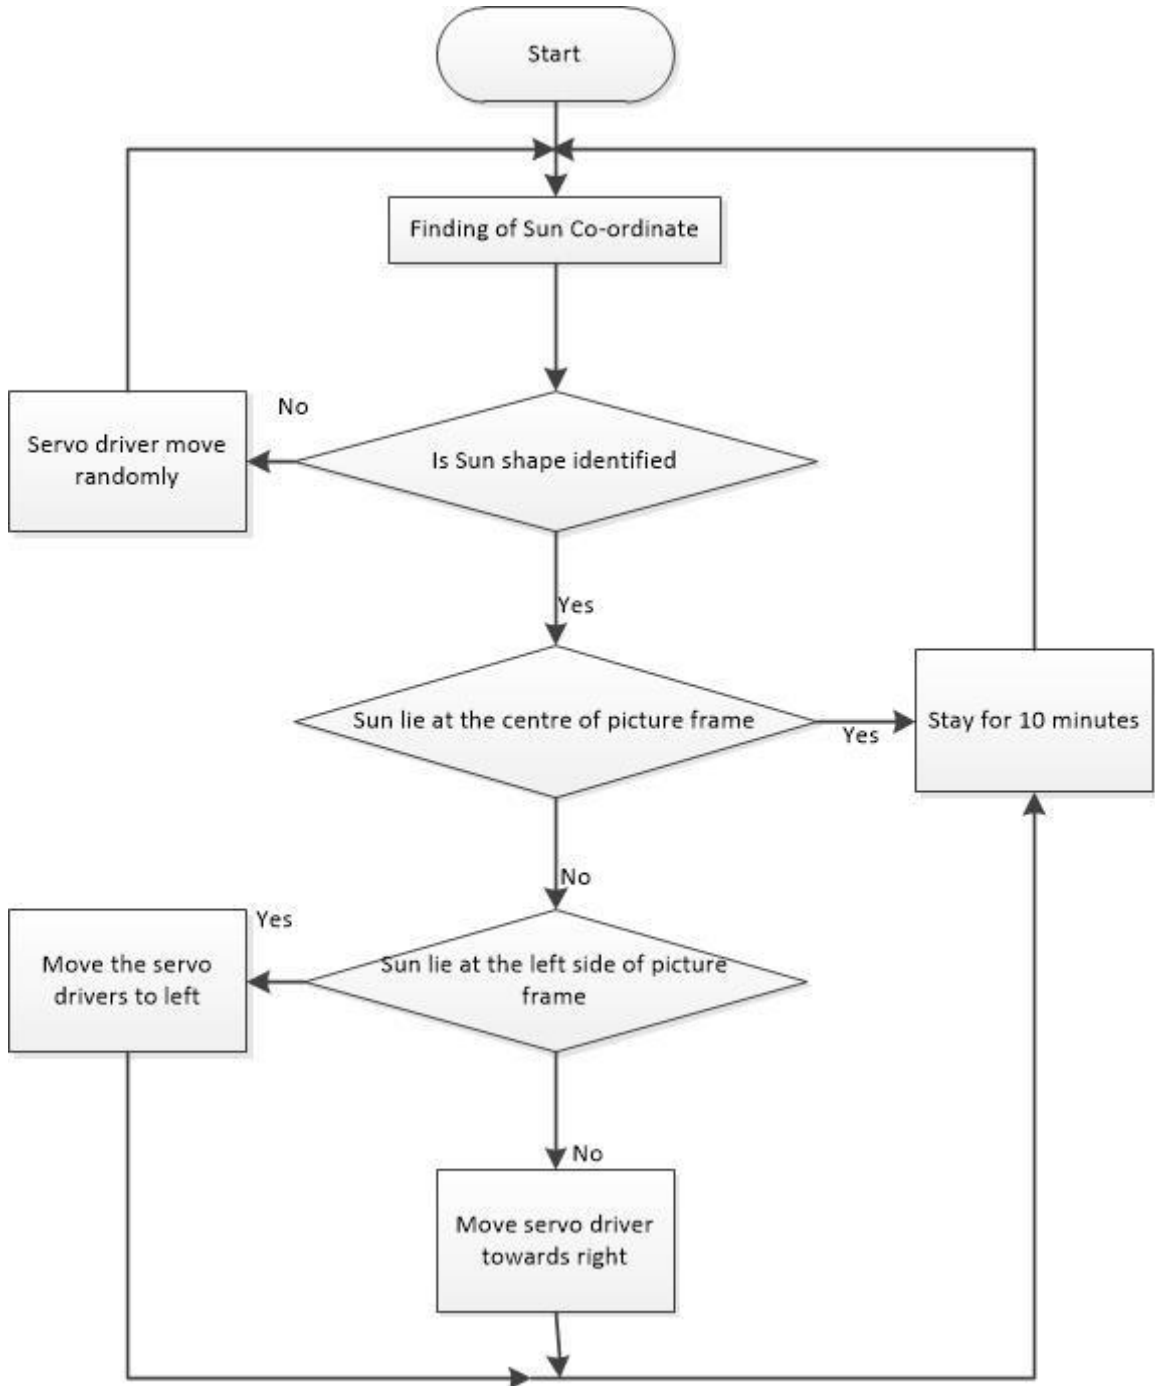 Start
Finding of Sun Co-ordinate
No
Servo driver move
randomly
Is Sun shape identified
Yes
Sun lie at the centre of picture frame
Yes
Stay for 10 minutes
No
Yes
Move the servo
drivers to left
Sun lie at the left side of picture
frame
No
Move servo driver
towards right